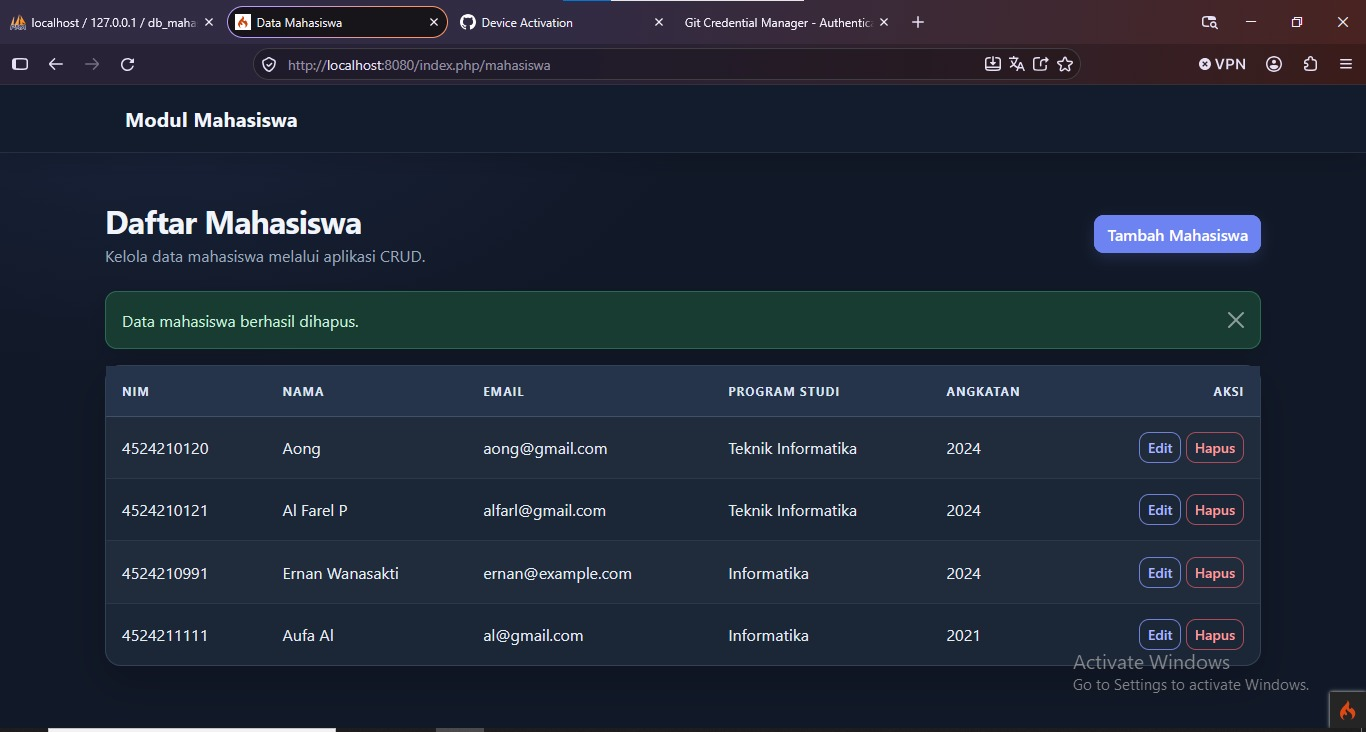 localhost / 127.0.0.1 / db_maha
Data Mahasiswa
Device Activation
Git Credential Manager - Authentic
http://localhost:8080/index.php/mahasiswa
VPN
Modul Mahasiswa
Daftar Mahasiswa
Kelola data mahasiswa melalui aplikasi CRUD.
Tambah Mahasiswa
Data mahasiswa berhasil dihapus.
NIM NAMA EMAIL PROGRAM STUDI ANGKATAN AKSI
4524210120 Aong aong@gmail.com Teknik Informatika 2024 Edit Hapus
4524210121 Al Farel P alfarl@gmail.com Teknik Informatika 2024 Edit Hapus
4524210991 Ernan Wanasakti ernan@example.com Informatika 2024 Edit Hapus
4524211111 Aufa Al al@gmail.com Informatika 2021 Edit Hapus
Activate Windows
Go to Settings to activate Windows.